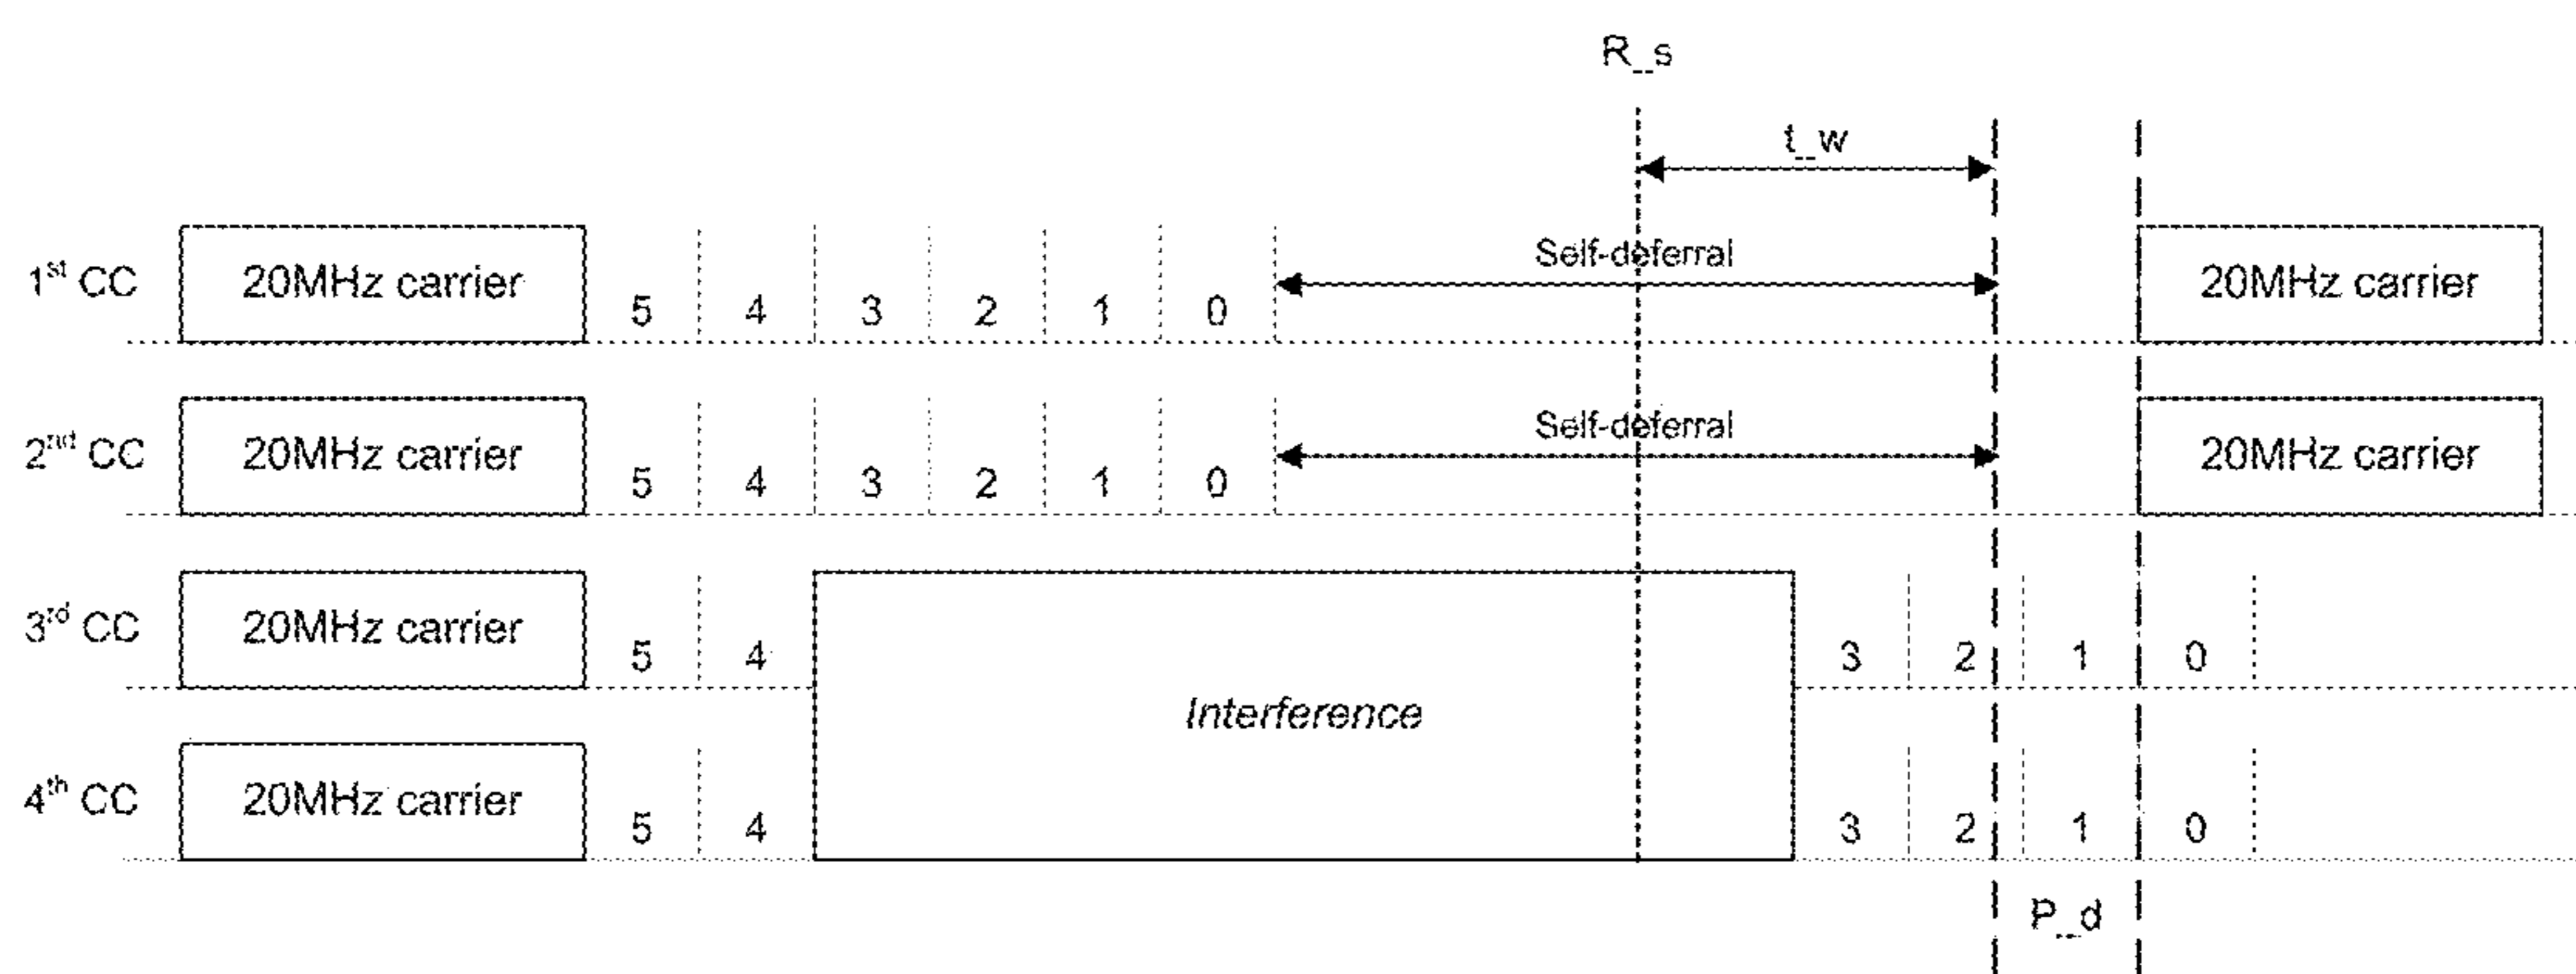 R_s
t_w
1st CC 20MHz carrier 5 4 3 2 1 0 Self-deferral 20MHz carrier
2nd CC 20MHz carrier 5 4 3 2 1 0 Self-deferral 20MHz carrier
3rd CC 20MHz carrier 5 4 3 2 1 0
Interference
4th CC 20MHz carrier 5 4 3 2 1 0
P_d